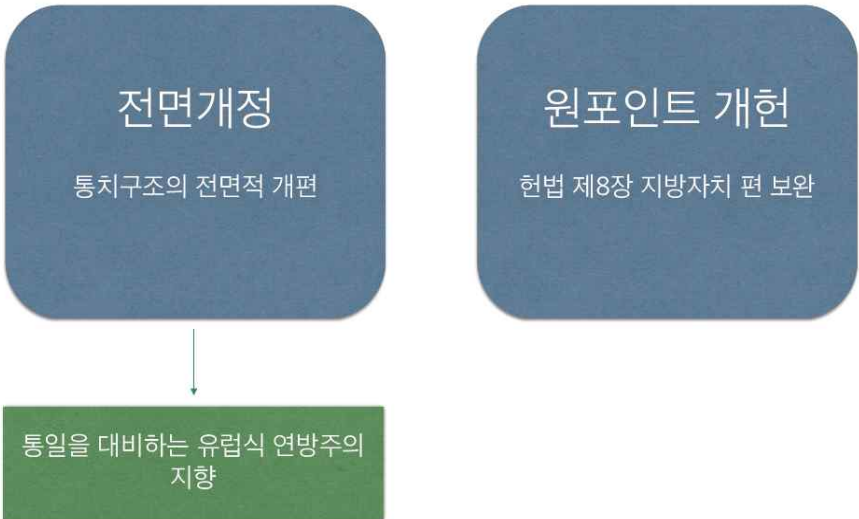 전면개정
통치구조의 전면적 개편
원포인트 개헌
헌법 제8장 지방자치 편 보완
통일을 대비하는 유럽식 연방주의
지향